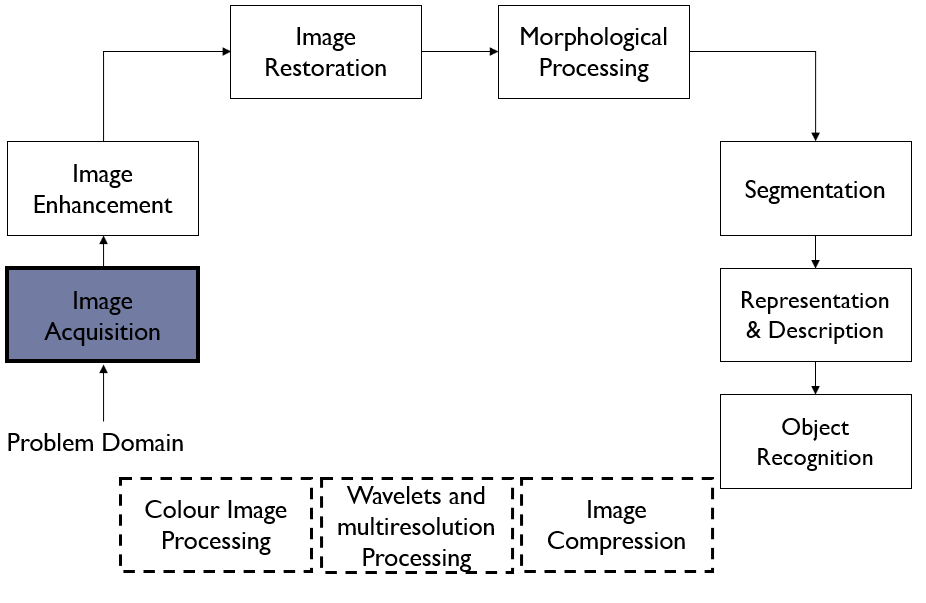 Image
Restoration
Morphological
Processing
Image
Enhancement
Segmentation
Image
Acquisition
Representation
& Description
Problem Domain
Object
Recognition
Colour Image
Processing
Wavelets and
multiresolution
Processing
Image
Compression